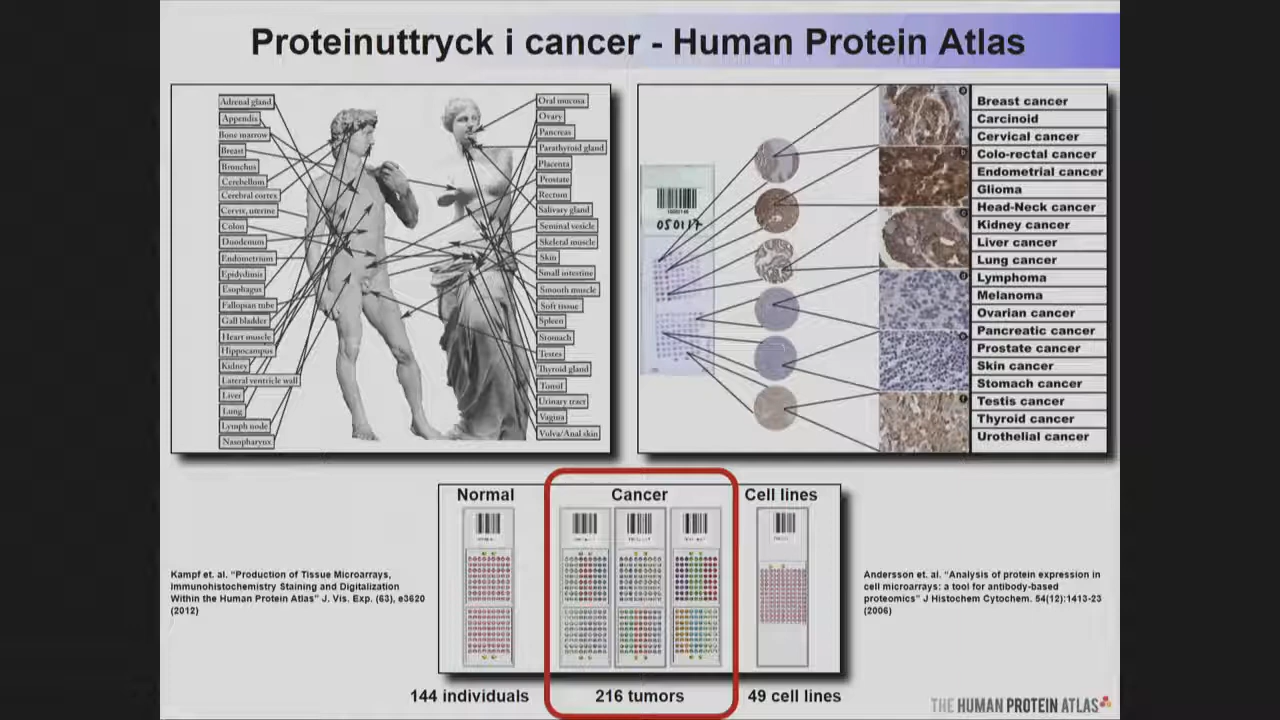 Proteinuttryck i cancer - Human Protein Atlas
Adrenal gland
Appendix
Bone marrow
Breast
Bronchus
Cerebellum
Cerebral cortex
Cervix, uterine
Colon
Duodenum
Endometrium
Epidydimis
Esophagus
Fallopian tube
Gall bladder
Heart muscle
Hippocampus
Kidney
Lateral ventricle wall
Liver
Lung
Lymph node
Nasopharynx
Oral mucosa
Ovary
Pancreas
Parathyroid gland
Placenta
Prostate
Rectum
Salivary gland
Seminal vesicle
Skeletal muscle
Skin
Small intestine
Smooth muscle
Soft tissue
Spleen
Stomach
Testes
Thyroid gland
Tonsil
Urinary tract
Vagina
Vulva/Anal skin
050117
Breast cancer
Carcinoid
Cervical cancer
Colo-rectal cancer
Endometrial cancer
Glioma
Head-Neck cancer
Kidney cancer
Liver cancer
Lung cancer
Lymphoma
Melanoma
Ovarian cancer
Pancreatic cancer
Prostate cancer
Skin cancer
Stomach cancer
Testis cancer
Thyroid cancer
Urothelial cancer
Normal
Cancer
Cell lines
Kampf et. al. "Production of Tissue Microarrays,
Immunohistochemistry Staining and Digitalization
Within the Human Protein Atlas" J. Vis. Exp. (63), e3620
(2012)
Andersson et. al. "Analysis of protein expression in
cell microarrays: a tool for antibody-based
proteomics" J Histochem Cytochem. 54(12):1413-23
(2006)
144 individuals
216 tumors
49 cell lines
THE HUMAN PROTEIN ATLAS